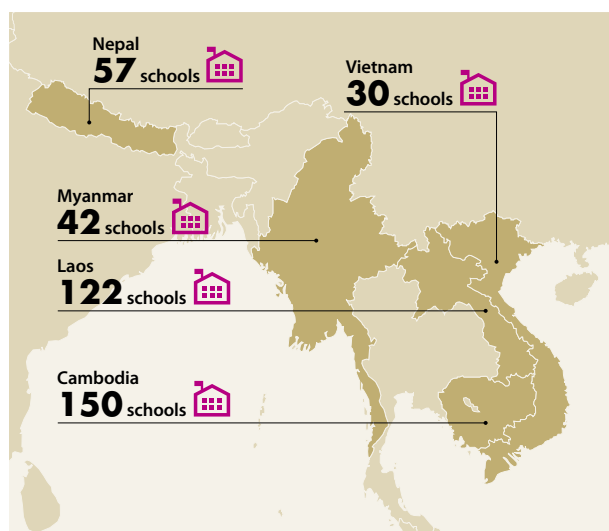 Nepal
57 schools
Vietnam
30 schools
Myanmar
42 schools
Laos
122 schools
Cambodia
150 schools